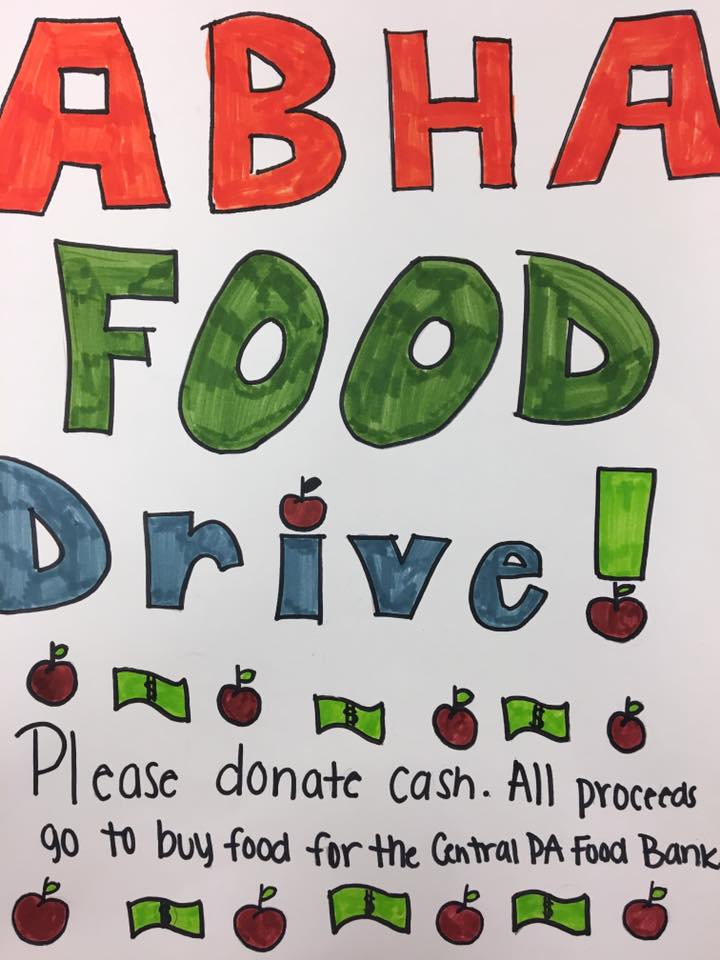 ABHA
FOOD
Drive!
Please donate cash. All proceeds
go to buy food for the Central PA Food Bank